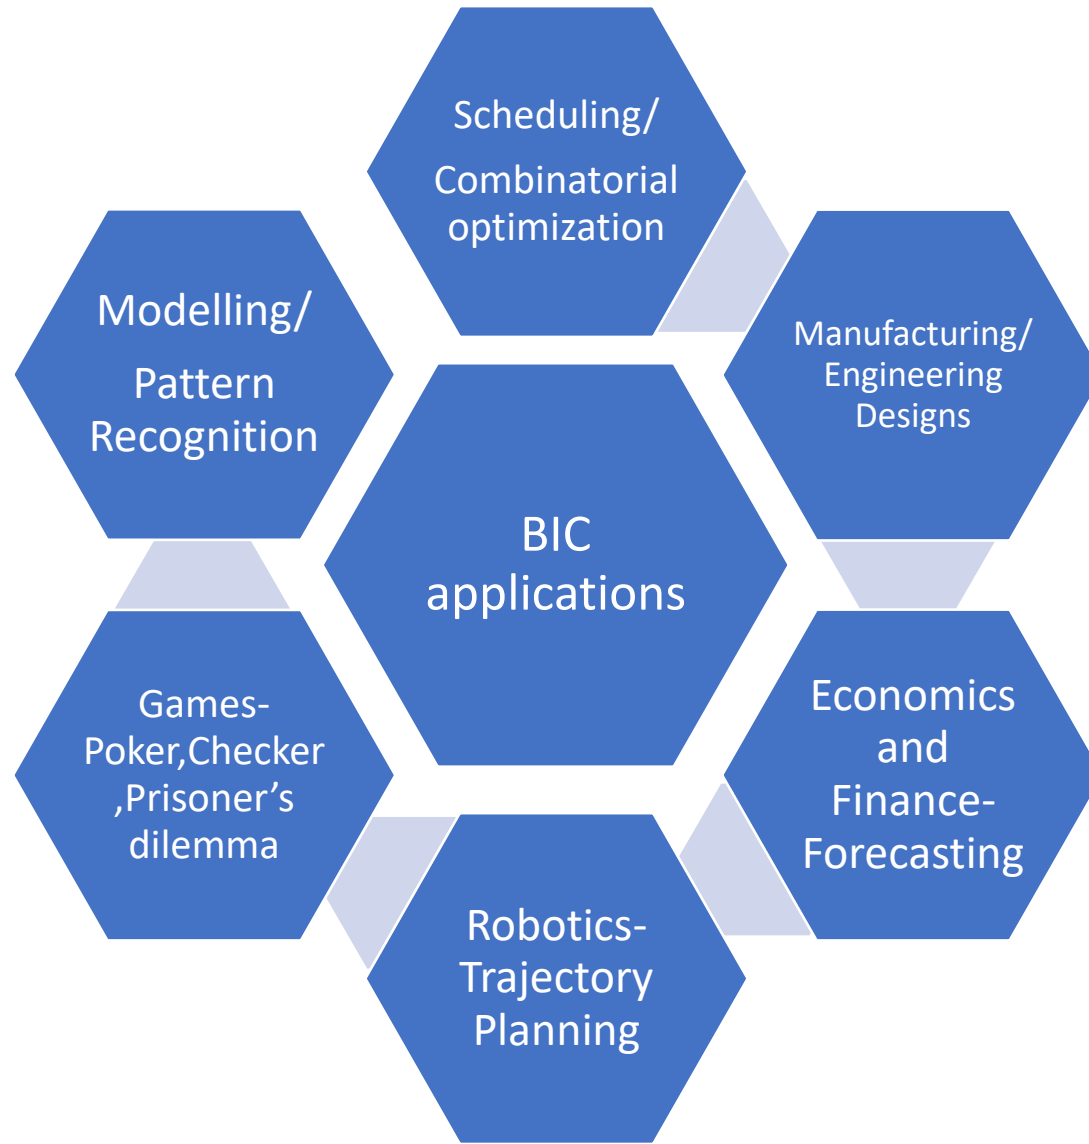 Scheduling/
Combinatorial
optimization
Manufacturing/
Engineering
Designs
Economics
and
Finance-
Forecasting
Robotics-
Trajectory
Planning
Games-
Poker,Checker
,Prisoner’s
dilemma
Modelling/
Pattern
Recognition
BIC
applications